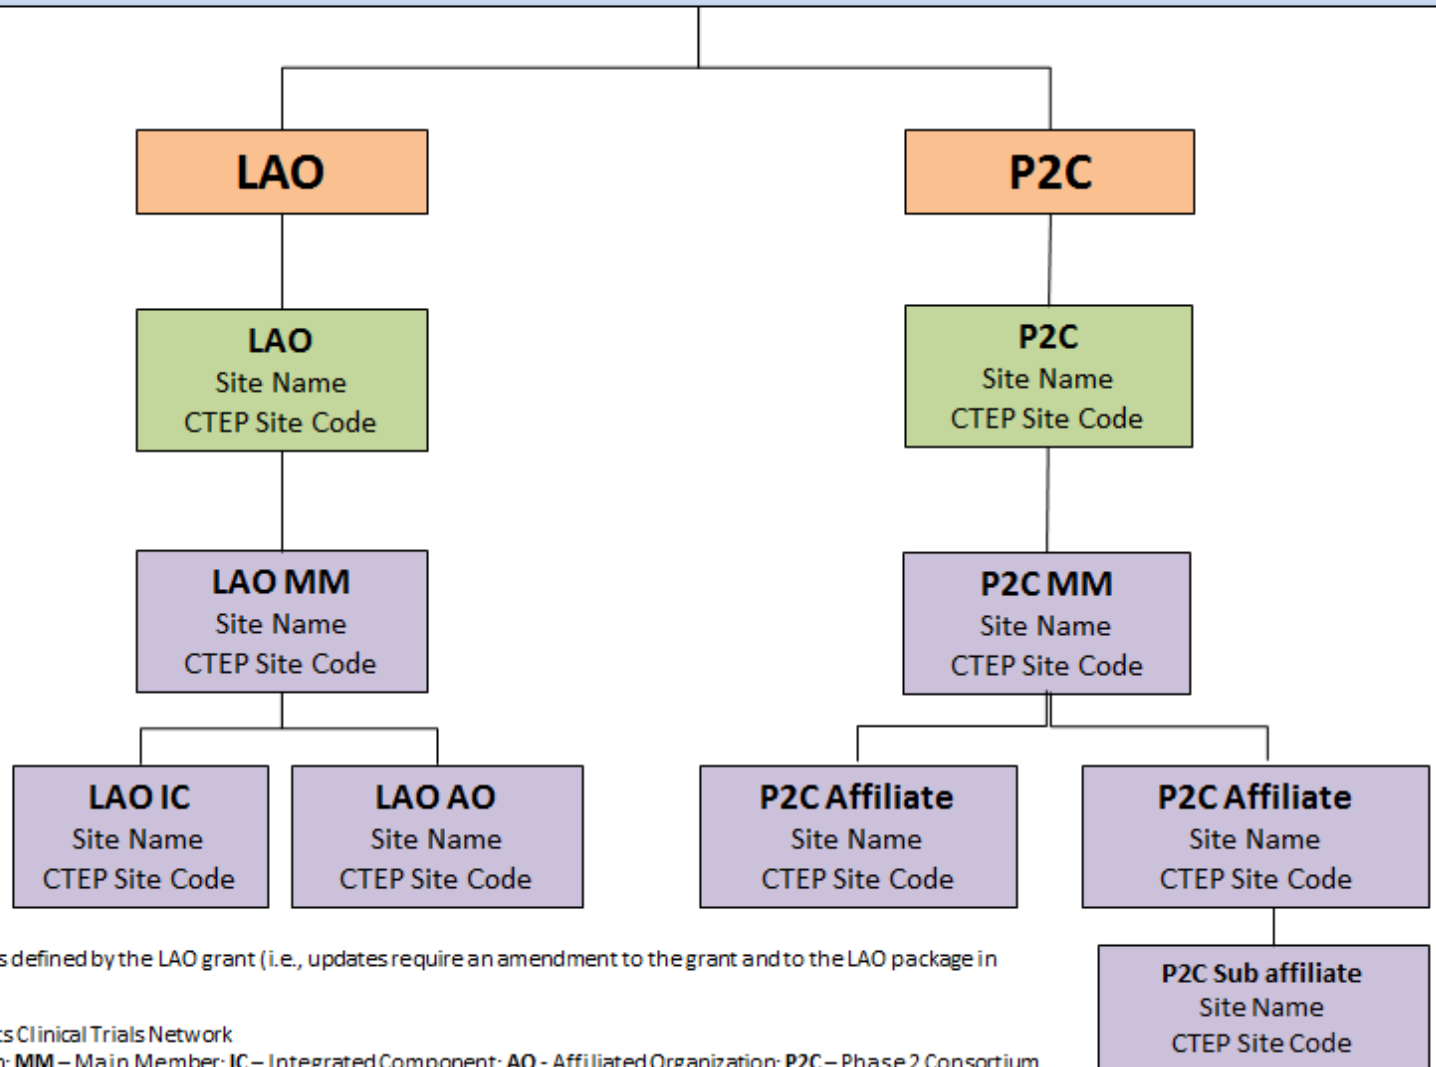 LAO
P2C
LAO
Site Name
CTEP Site Code
P2C
Site Name
CTEP Site Code
LAO MM
Site Name
CTEP Site Code
P2C MM
Site Name
CTEP Site Code
LAO IC
Site Name
CTEP Site Code
LAO AO
Site Name
CTEP Site Code
P2C Affiliate
Site Name
CTEP Site Code
P2C Affiliate
Site Name
CTEP Site Code
defined by the LAO grant (i.e., updates require an amendment to the grant and to the LAO package in
P2C Sub affiliate
Site Name
CTEP Site Code
Clinical Trials Network
MM – Main Member; IC – Integrated Component; AO - Affiliated Organization; P2C – Phase 2 Consortium